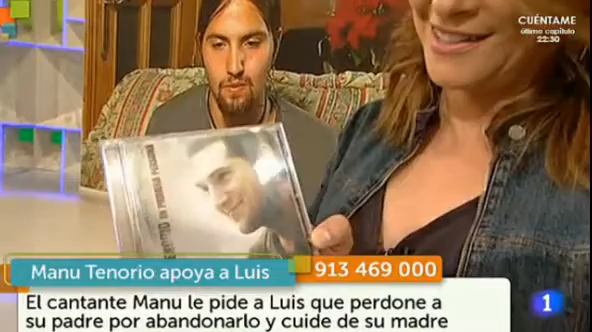 CUÉNTAME
último capítulo
22:30
Manu Tenorio apoya a Luis
913 469 000
El cantante Manu le pide a Luis que perdone a
su padre por abandonarlo y cuide de su madre
1